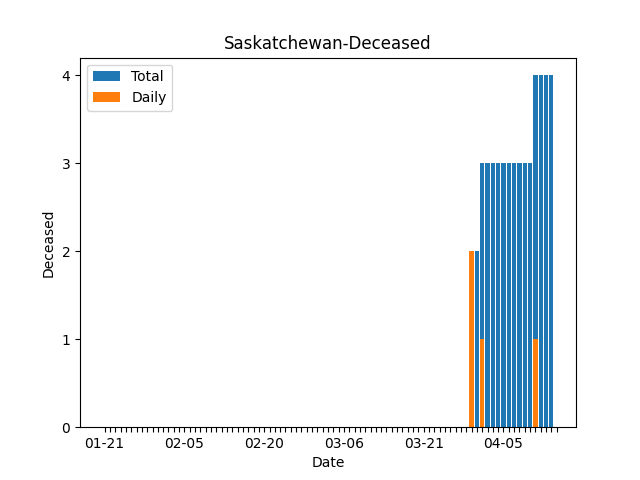 Saskatchewan-Deceased
Total
Daily
4
3
2
1
0
Deceased
01-21 02-05 02-20 03-06 03-21 04-05
Date